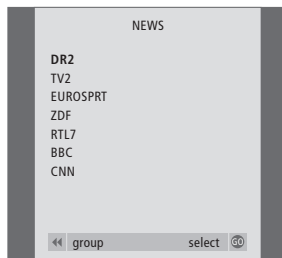 NEWS
DR2
TV2
EUROSPRT
ZDF
RTL7
BBC
CNN
group select GO